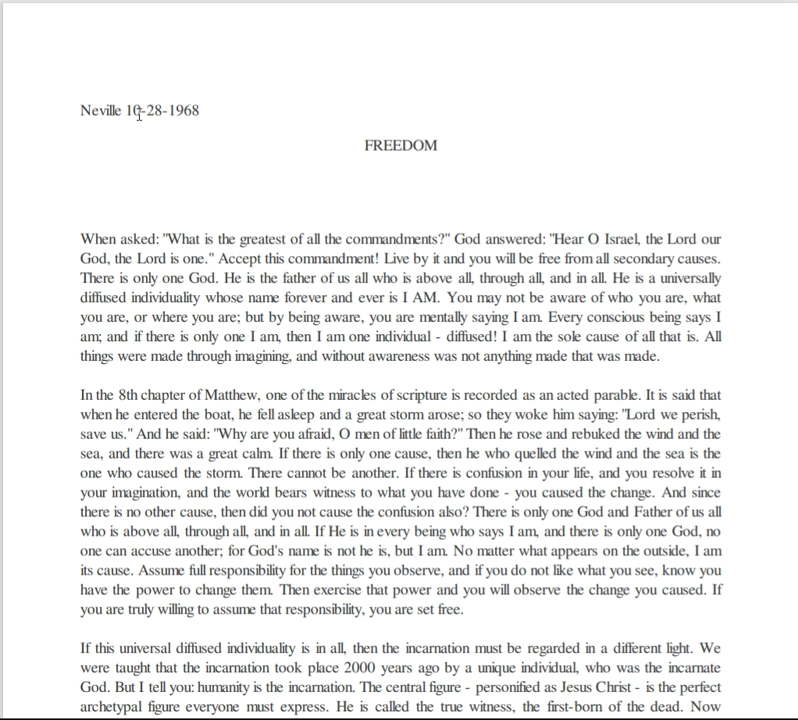 Neville 10-28-1968
FREEDOM
When asked: "What is the greatest of all the commandments?" God answered: "Hear O Israel, the Lord our
God, the Lord is one." Accept this commandment! Live by it and you will be free from all secondary causes.
There is only one God. He is the father of us all who is above all, through all, and in all. He is a universally
diffused individuality whose name forever and ever is I AM. You may not be aware of who you are, what
you are, or where you are; but by being aware, you are mentally saying I am. Every conscious being says I
am; and if there is only one I am, then I am one individual - diffused! I am the sole cause of all that is. All
things were made through imagining, and without awareness was not anything made that was made.
In the 8th chapter of Matthew, one of the miracles of scripture is recorded as an acted parable. It is said that
when he entered the boat, he fell asleep and a great storm arose; so they woke him saying: "Lord we perish,
save us." And he said: "Why are you afraid, O men of little faith?" Then he rose and rebuked the wind and the
sea, and there was a great calm. If there is only one cause, then he who quelled the wind and the sea is the
one who caused the storm. There cannot be another. If there is confusion in your life, and you resolve it in
your imagination, and the world bears witness to what you have done - you caused the change. And since
there is no other cause, then did you not cause the confusion also? There is only one God and Father of us all
who is above all, through all, and in all. If He is in every being who says I am, and there is only one God, no
one can accuse another; for God's name is not he is, but I am. No matter what appears on the outside, I am
its cause. Assume full responsibility for the things you observe, and if you do not like what you see, know you
have the power to change them. Then exercise that power and you will observe the change you caused. If
you are truly willing to assume that responsibility, you are set free.
If this universal diffused individuality is in all, then the incarnation must be regarded in a different light. We
were taught that the incarnation took place 2000 years ago by a unique individual, who was the incarnate
God. But I tell you: humanity is the incarnation. The central figure - personified as Jesus Christ - is the perfect
archetypal figure everyone must express. He is called the true witness, the first-born of the dead. Now